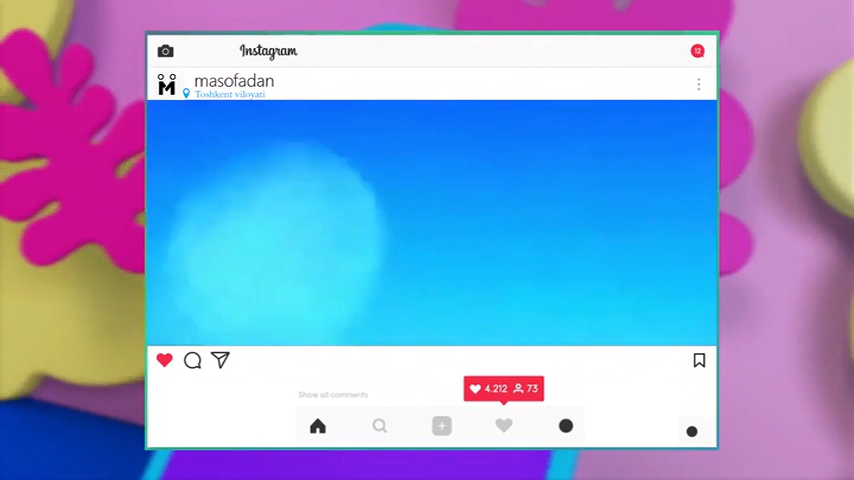 Instagram
12
M
masofadan
Toshkent viloyati
Show all comments
4.212 73